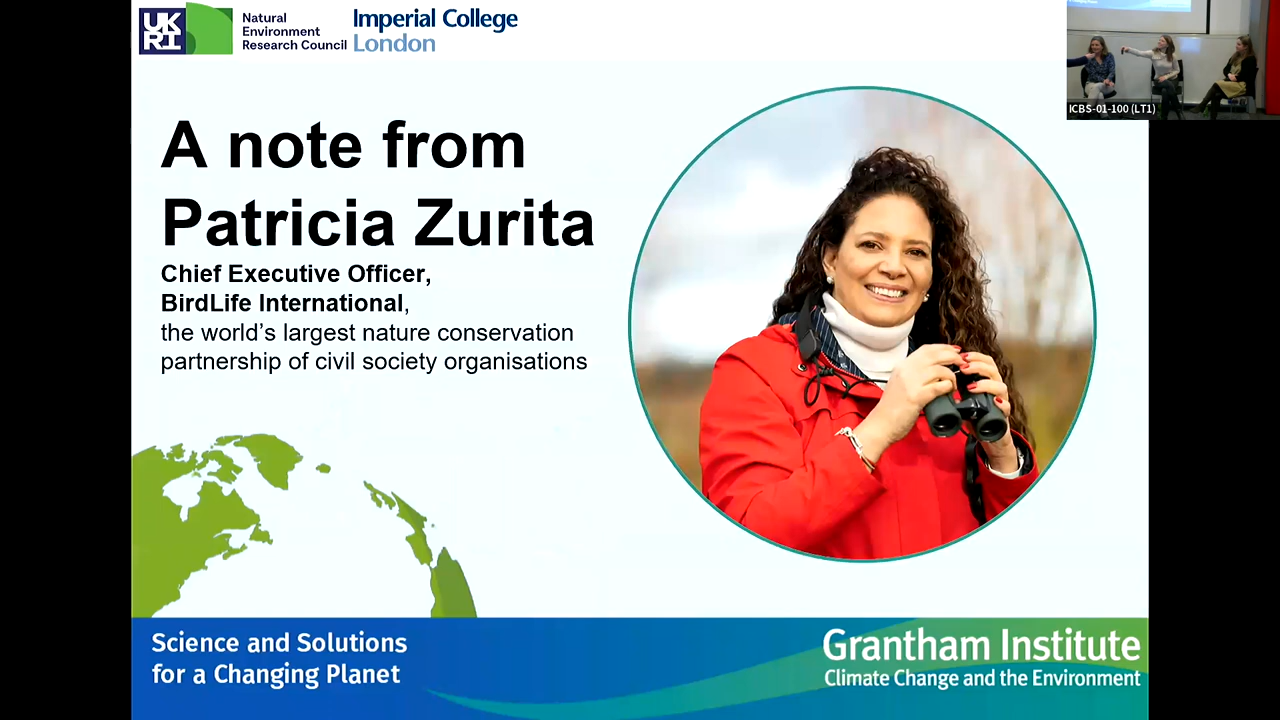 UKRI
Natural
Environment
Research Council
Imperial College
London
ICBS-01-100 (LT1)
A note from
Patricia Zurita
Chief Executive Officer,
BirdLife International,
the world's largest nature conservation
partnership of civil society organisations
Science and Solutions
for a Changing Planet
Grantham Institute
Climate Change and the Environment